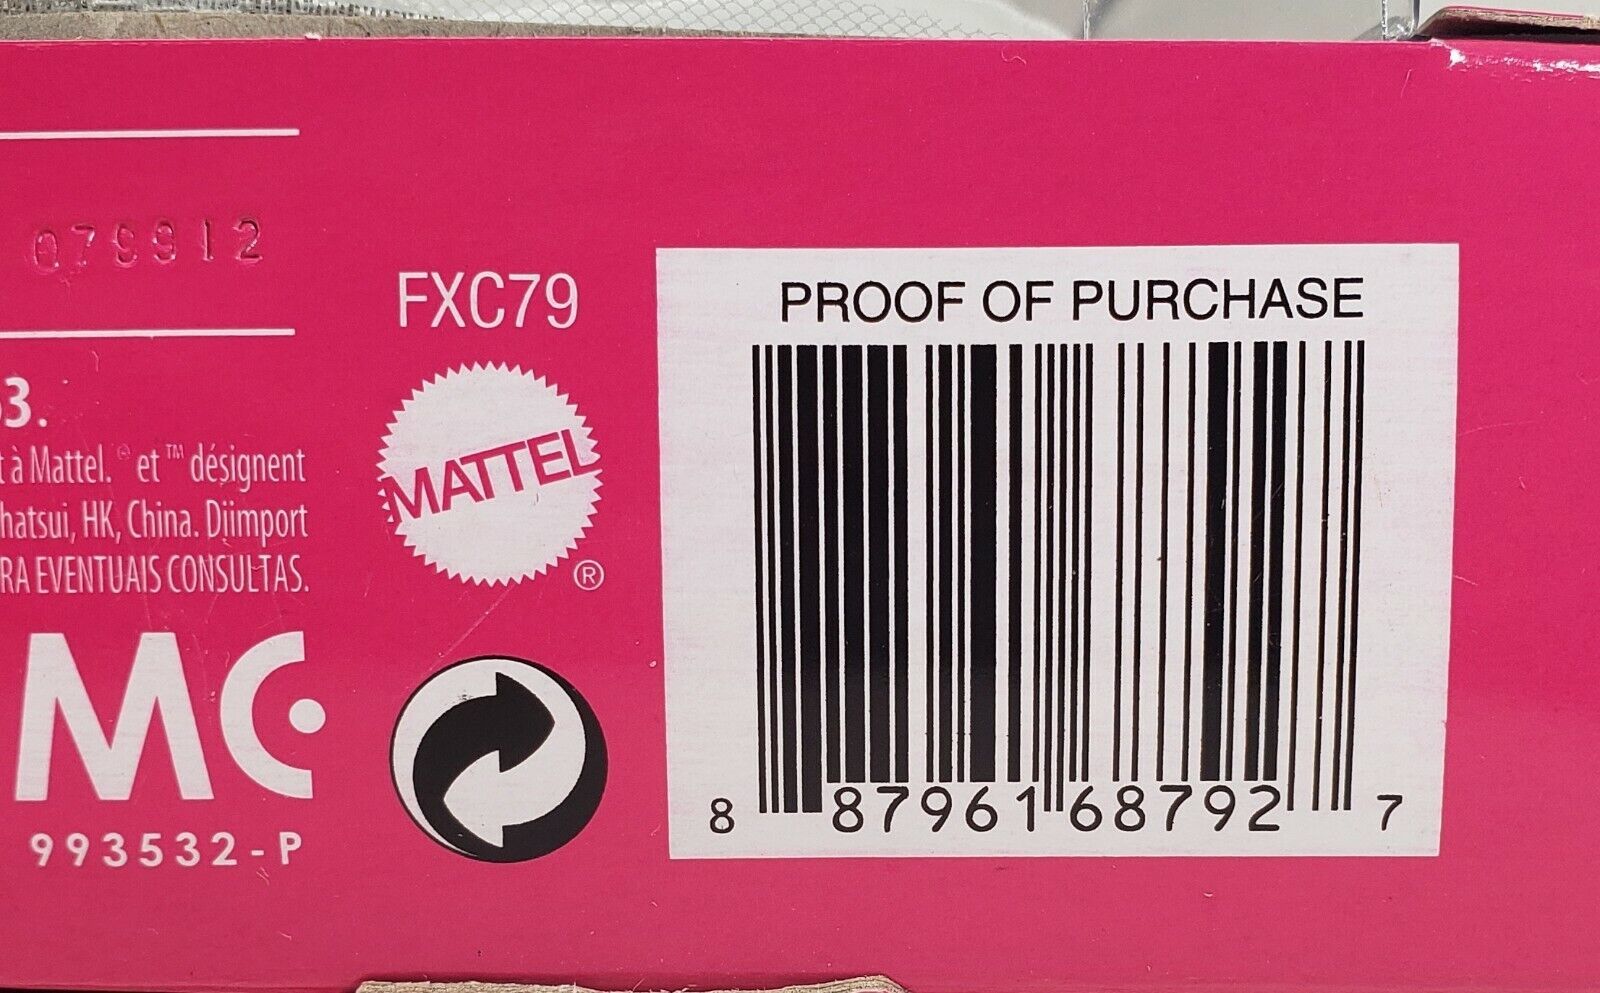 079912
FXC79
PROOF OF PURCHASE
3.
à Mattel. ® et ™ désignent
hatsui, HK, China. Diimport
RA EVENTUAIS CONSULTAS.
MATTEL
®
MC
993532-P
8 87961 68792 7